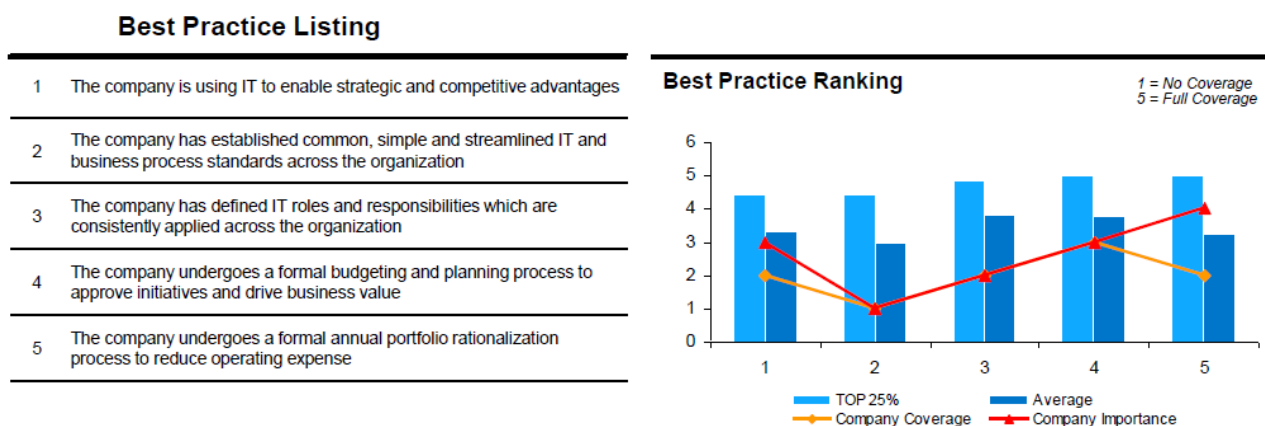 Best Practice Listing
1 The company is using IT to enable strategic and competitive advantages
2 The company has established common, simple and streamlined IT and
business process standards across the organization
3 The company has defined IT roles and responsibilities which are
consistently applied across the organization
4 The company undergoes a formal budgeting and planning process to
approve initiatives and drive business value
5 The company undergoes a formal annual portfolio rationalization
process to reduce operating expense
Best Practice Ranking
1 = No Coverage
5 = Full Coverage
6
5
4
3
2
1
0
1 2 3 4 5
TOP 25% Average
Company Coverage Company Importance